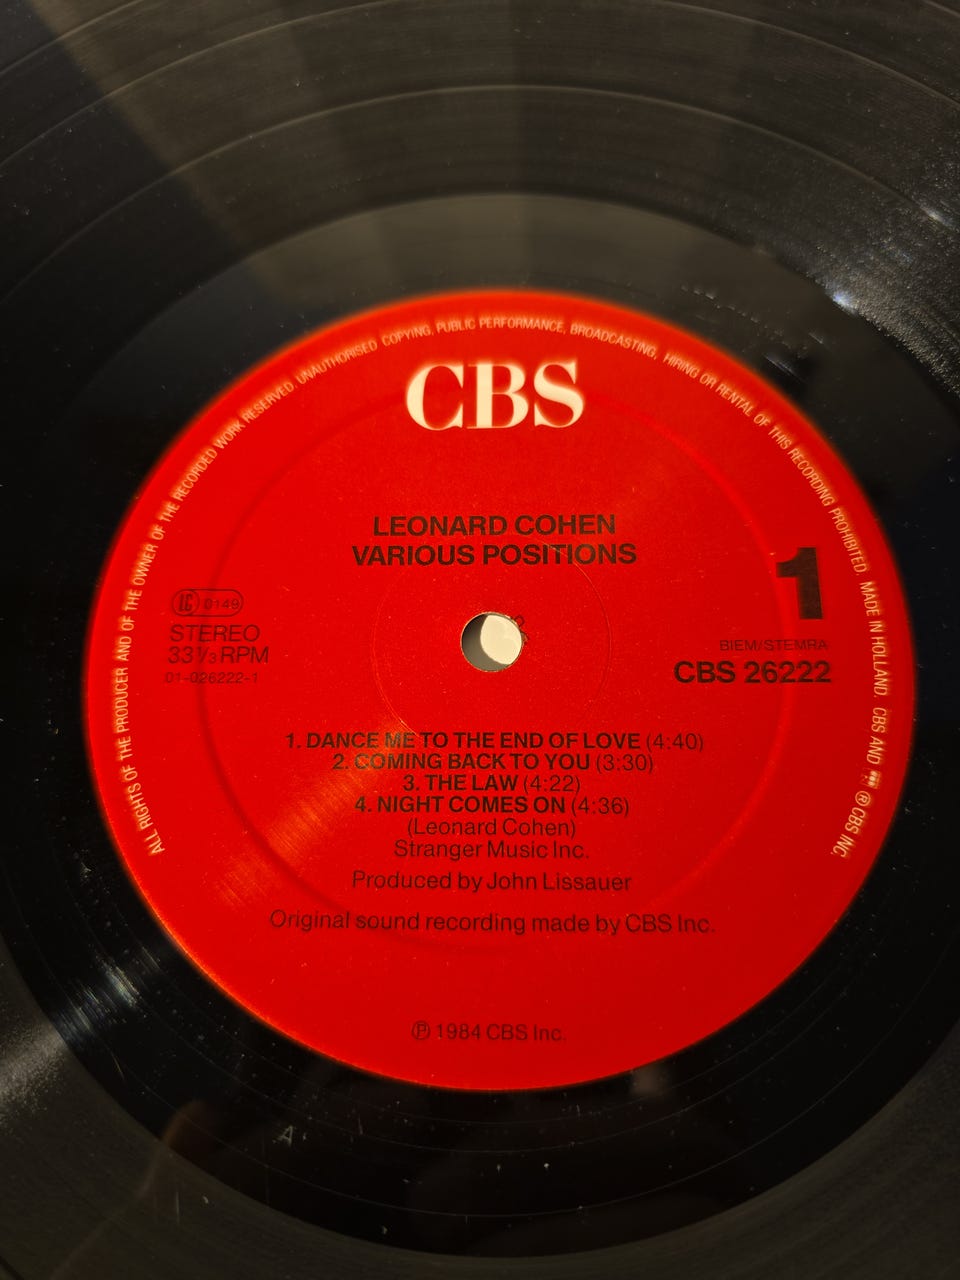 ALL RIGHTS OF THE PRODUCER AND OF THE OWNER OF THE RECORDED WORK RESERVED. UNAUTHORISED COPYING, PUBLIC PERFORMANCE, BROADCASTING, HIRING OR RENTAL OF THIS RECORDING PROHIBITED. MADE IN HOLLAND. CBS AND ® CBS INC.
CBS
LEONARD COHEN
VARIOUS POSITIONS
1
LC 0149
STEREO
33⅓ RPM
01-026222-1
BIEM/STEMRA
CBS 26222
1. DANCE ME TO THE END OF LOVE (4:40)
2. COMING BACK TO YOU (3:30)
3. THE LAW (4:22)
4. NIGHT COMES ON (4:36)
(Leonard Cohen)
Stranger Music Inc.
Produced by John Lissauer
Original sound recording made by CBS Inc.
℗ 1984 CBS Inc.
A